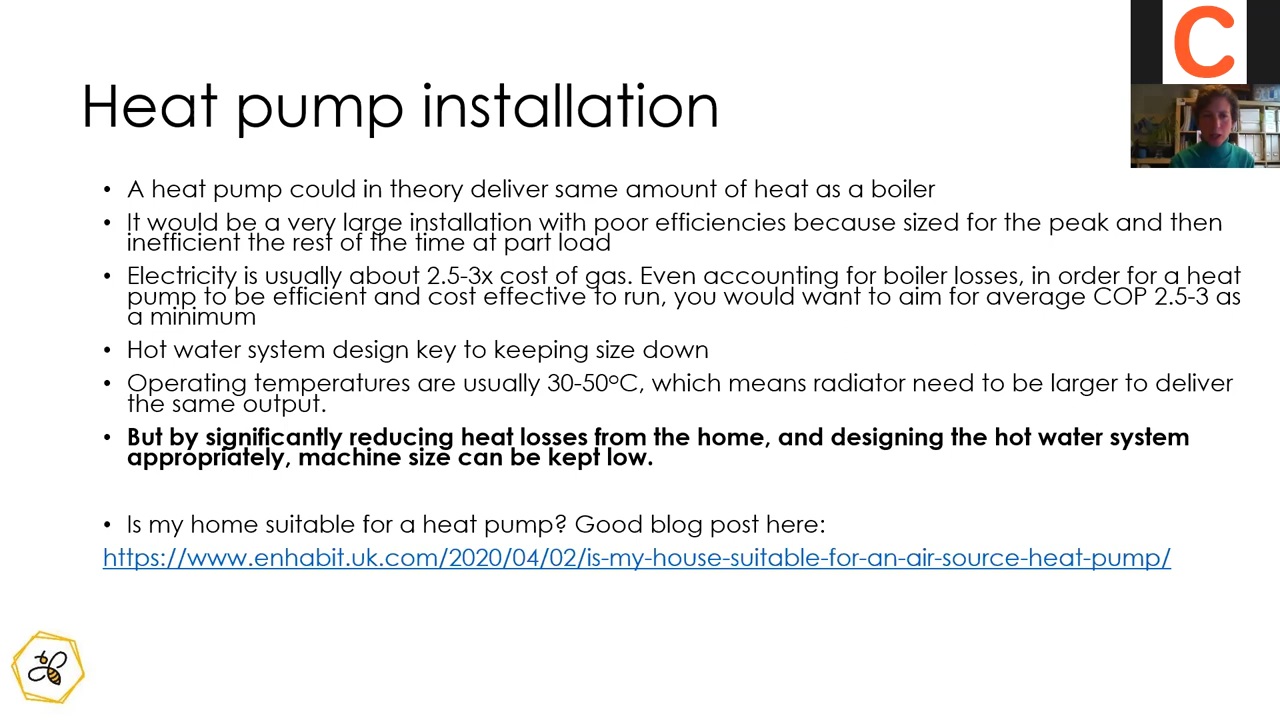 C
Heat pump installation
• A heat pump could in theory deliver same amount of heat as a boiler
• It would be a very large installation with poor efficiencies because sized for the peak and then
inefficient the rest of the time at part load
• Electricity is usually about 2.5-3x cost of gas. Even accounting for boiler losses, in order for a heat
pump to be efficient and cost effective to run, you would want to aim for average COP 2.5-3 as
a minimum
• Hot water system design key to keeping size down
• Operating temperatures are usually 30-50ºC, which means radiator need to be larger to deliver
the same output.
• But by significantly reducing heat losses from the home, and designing the hot water system
appropriately, machine size can be kept low.
• Is my home suitable for a heat pump? Good blog post here:
https://www.enhabit.uk.com/2020/04/02/is-my-house-suitable-for-an-air-source-heat-pump/